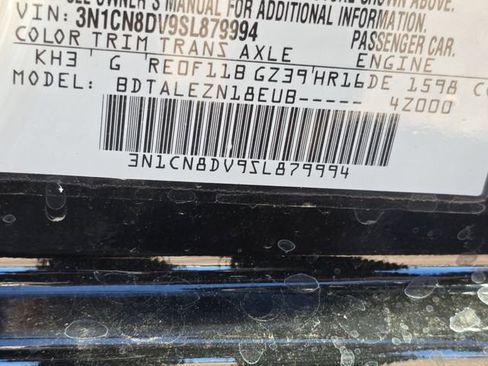 SEE OWNER'S MANUAL FOR ADDITIONAL INFORMATION.
VIN: 3N1CN8DV9SL879994 PASSENGER CAR
COLOR TRIM TRANS AXLE ENGINE
KH3 G RE0F11B GZ39 HR16DE 1598
MODEL: BDTALEZN18EUB----- 4Z000
3N1CN8DV9SL879994